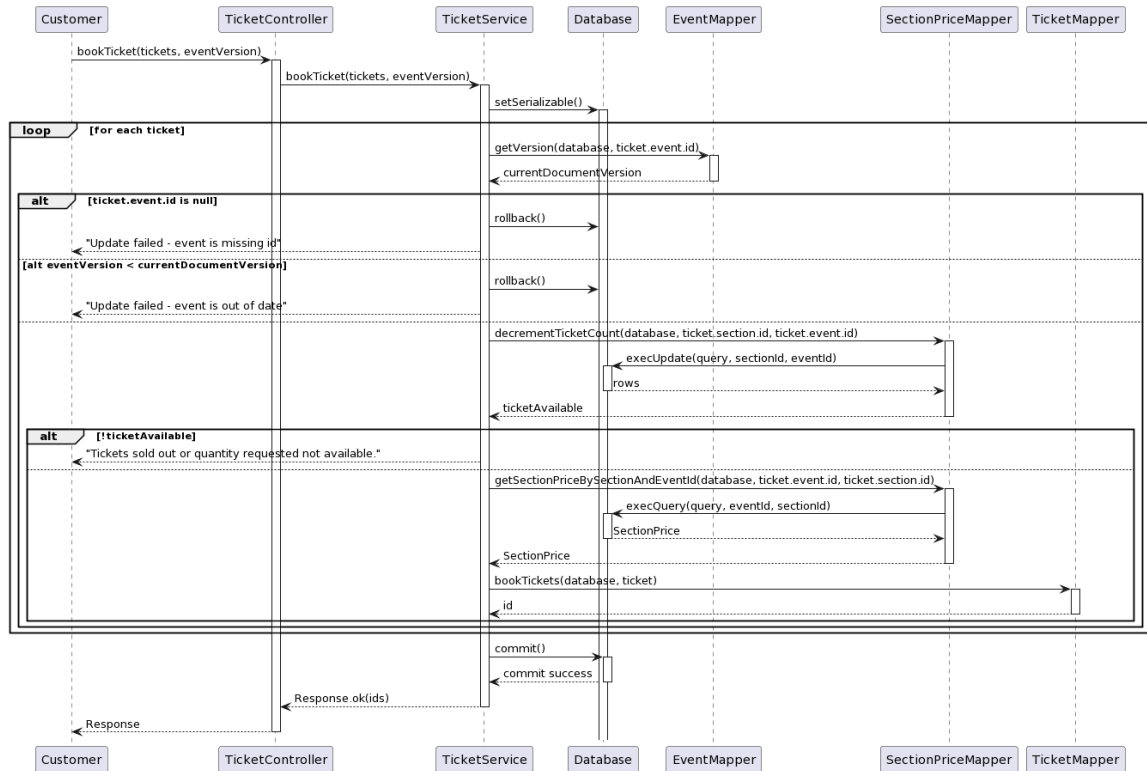 Customer TicketController TicketService Database EventMapper SectionPriceMapper TicketMapper
bookTicket(tickets, eventVersion)
bookTicket(tickets, eventVersion)
setSerializable()
loop [for each ticket]
getVersion(database, ticket.event.id)
currentDocumentVersion
alt [ticket.event.id is null]
rollback()
"Update failed - event is missing id"
[alt eventVersion < currentDocumentVersion]
rollback()
"Update failed - event is out of date"
decrementTicketCount(database, ticket.section.id, ticket.event.id)
execUpdate(query, sectionId, eventId)
rows
ticketAvailable
alt [!ticketAvailable]
"Tickets sold out or quantity requested not available."
getSectionPriceBySectionAndEventId(database, ticket.event.id, ticket.section.id)
execQuery(query, eventId, sectionId)
SectionPrice
SectionPrice
bookTickets(database, ticket)
id
commit()
commit success
Response.ok(ids)
Response
Customer TicketController TicketService Database EventMapper SectionPriceMapper TicketMapper